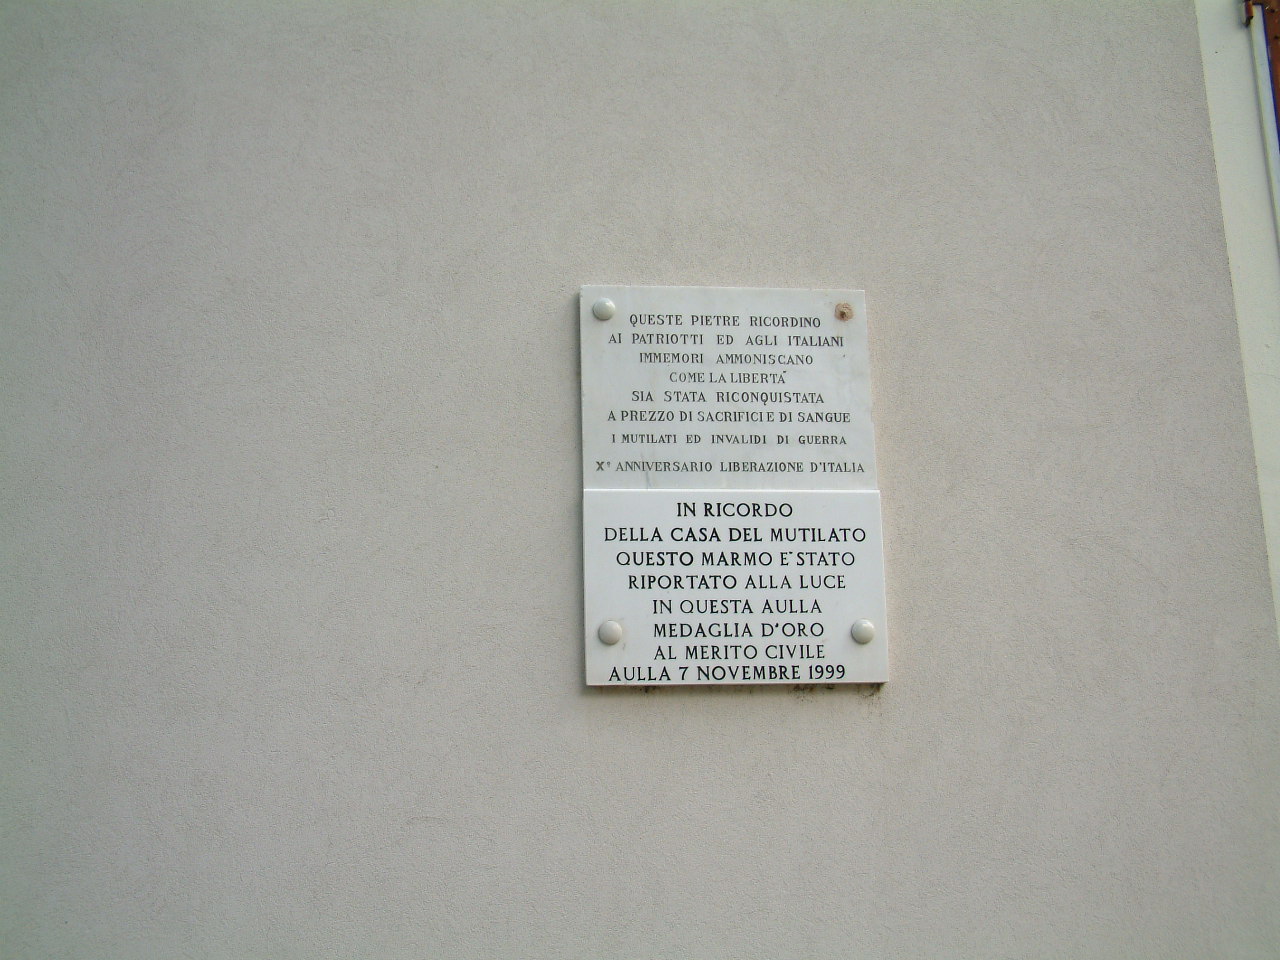 QUESTE PIETRE RICORDINO
AI PATRIOTTI ED AGLI ITALIANI
IMMEMORI AMMONISCANO
COME LA LIBERTA'
SIA STATA RICONQUISTATA
A PREZZO DI SACRIFICI E DI SANGUE
I MUTILATI ED INVALIDI DI GUERRA
X° ANNIVERSARIO LIBERAZIONE D'ITALIA
IN RICORDO
DELLA CASA DEL MUTILATO
QUESTO MARMO E' STATO
RIPORTATO ALLA LUCE
IN QUESTA AULLA
MEDAGLIA D'ORO
AL MERITO CIVILE
AULLA 7 NOVEMBRE 1999